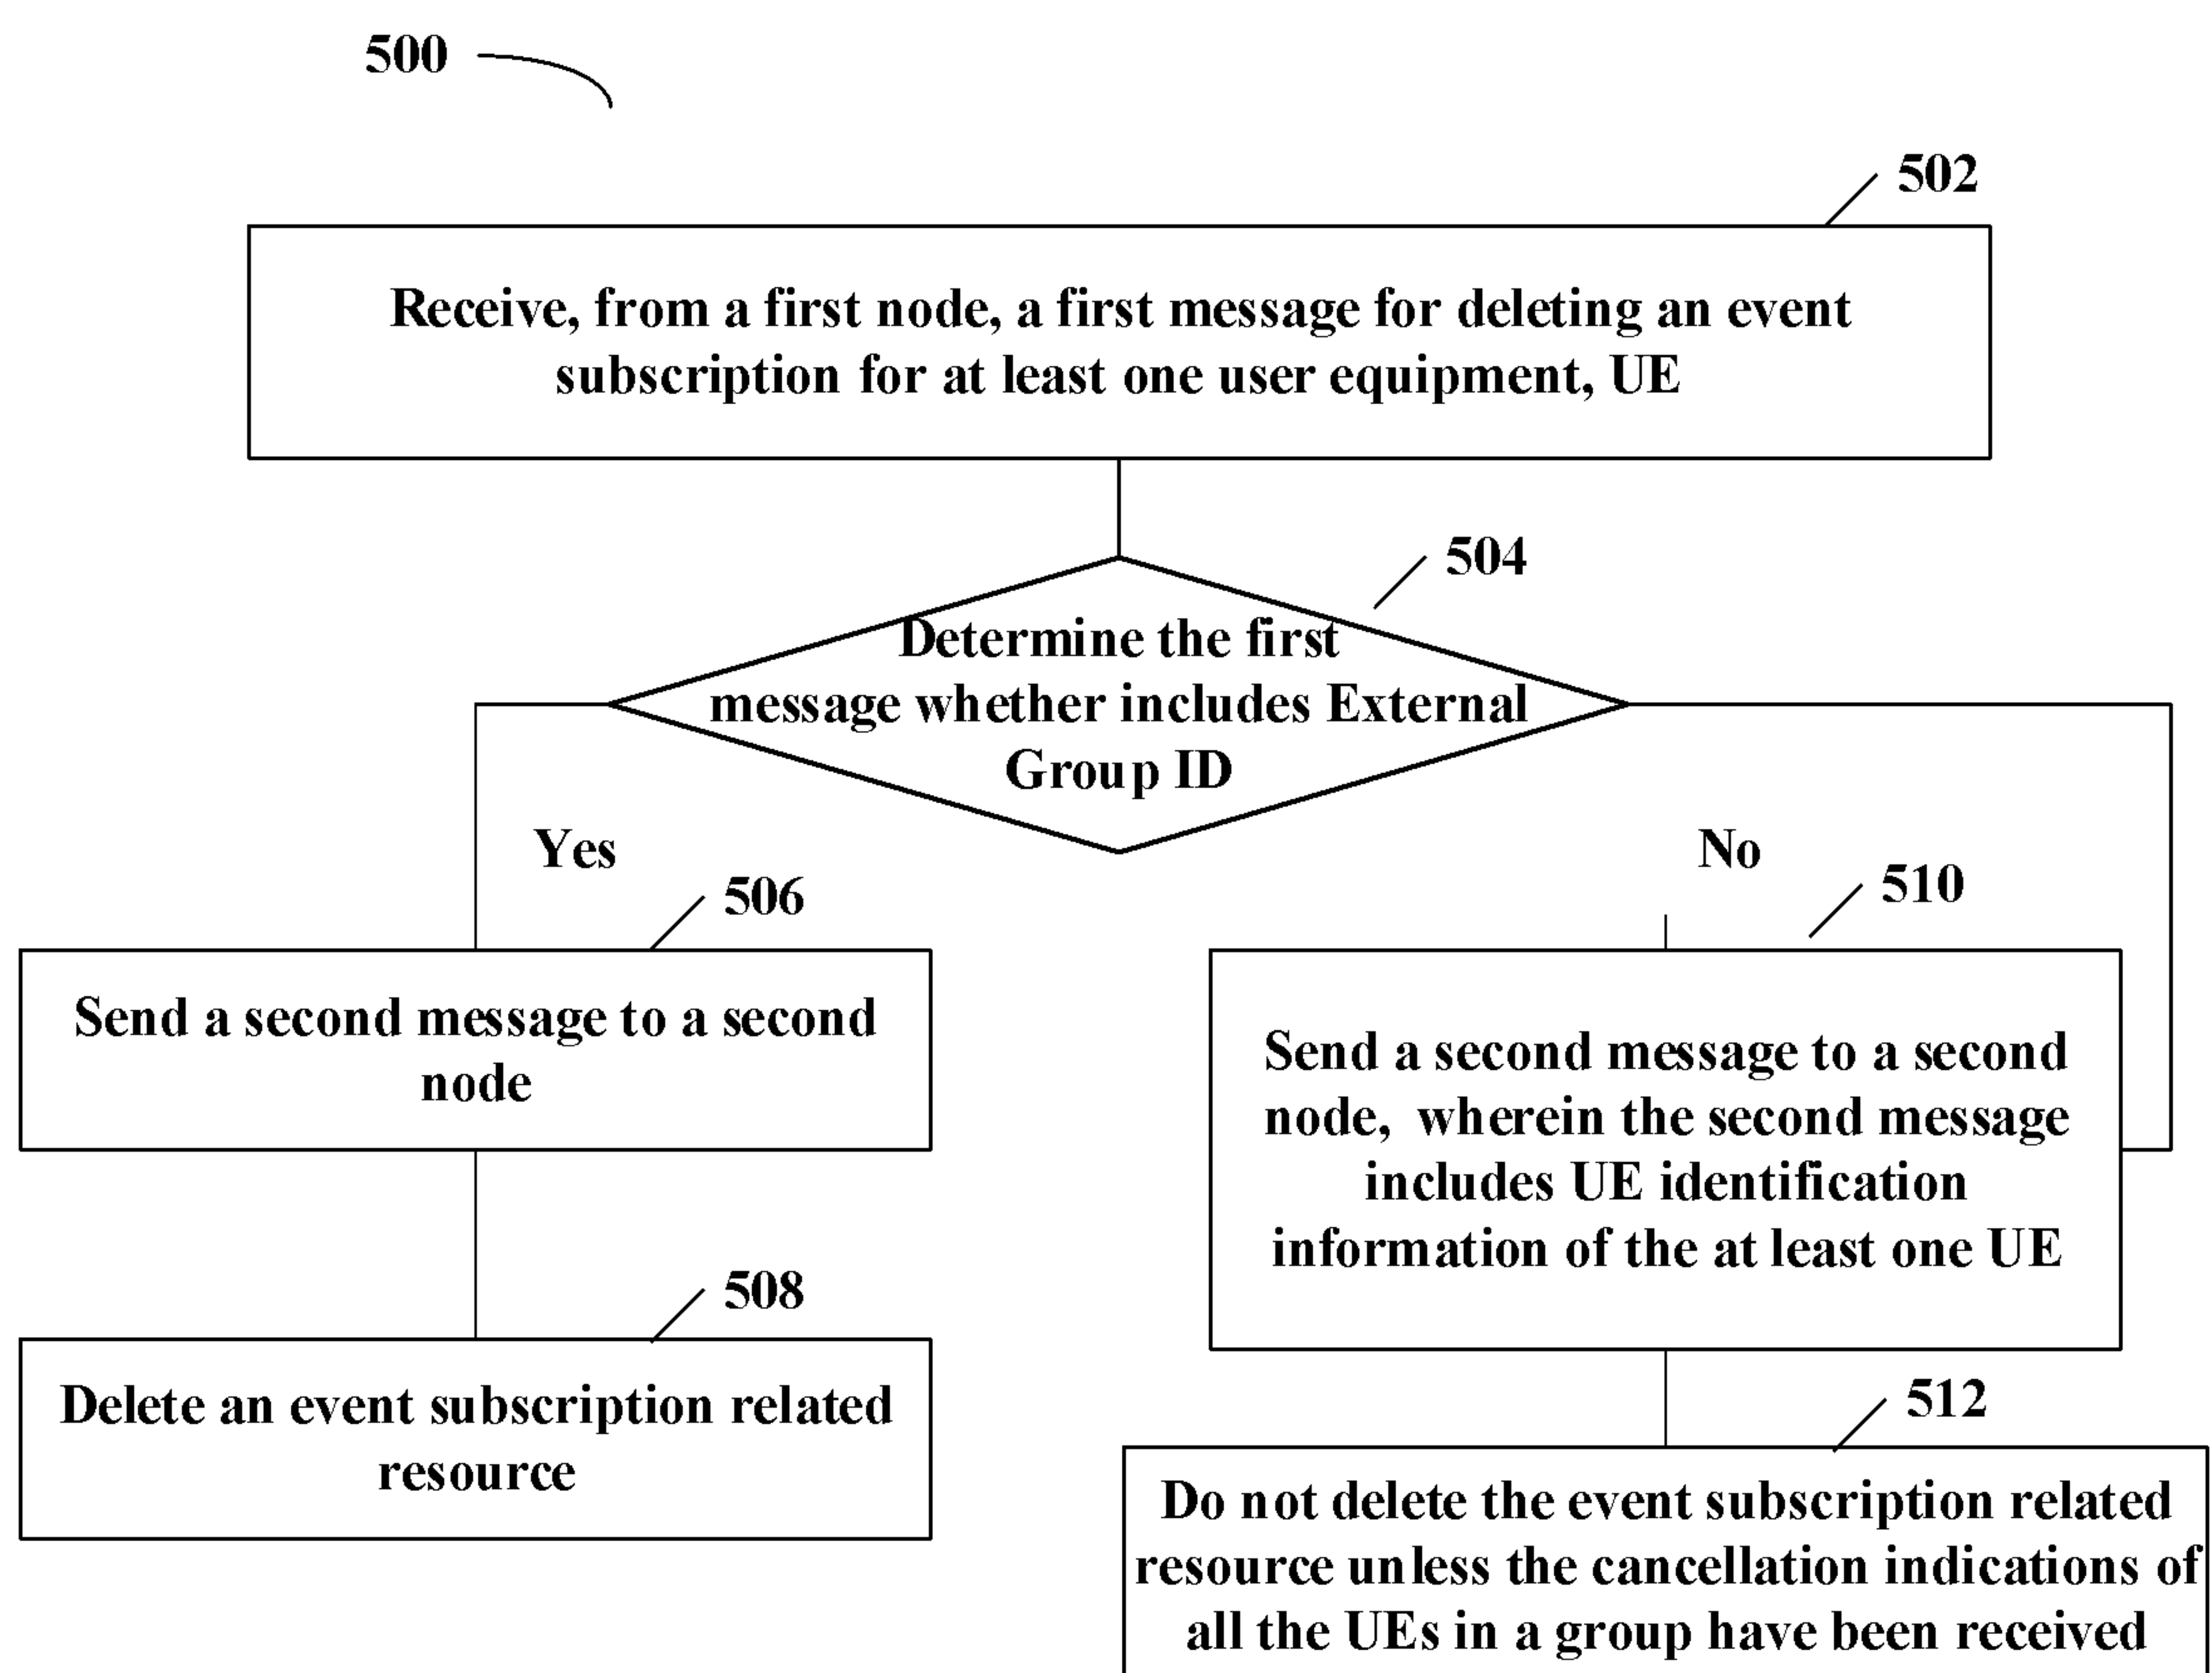 500
502
Receive, from a first node, a first message for deleting an event
subscription for at least one user equipment, UE
504
Determine the first
message whether includes External
Group ID
Yes
No
506
510
Send a second message to a second
node
Send a second message to a second
node, wherein the second message
includes UE identification
information of the at least one UE
508
Delete an event subscription related
resource
512
Do not delete the event subscription related
resource unless the cancellation indications of
all the UEs in a group have been received